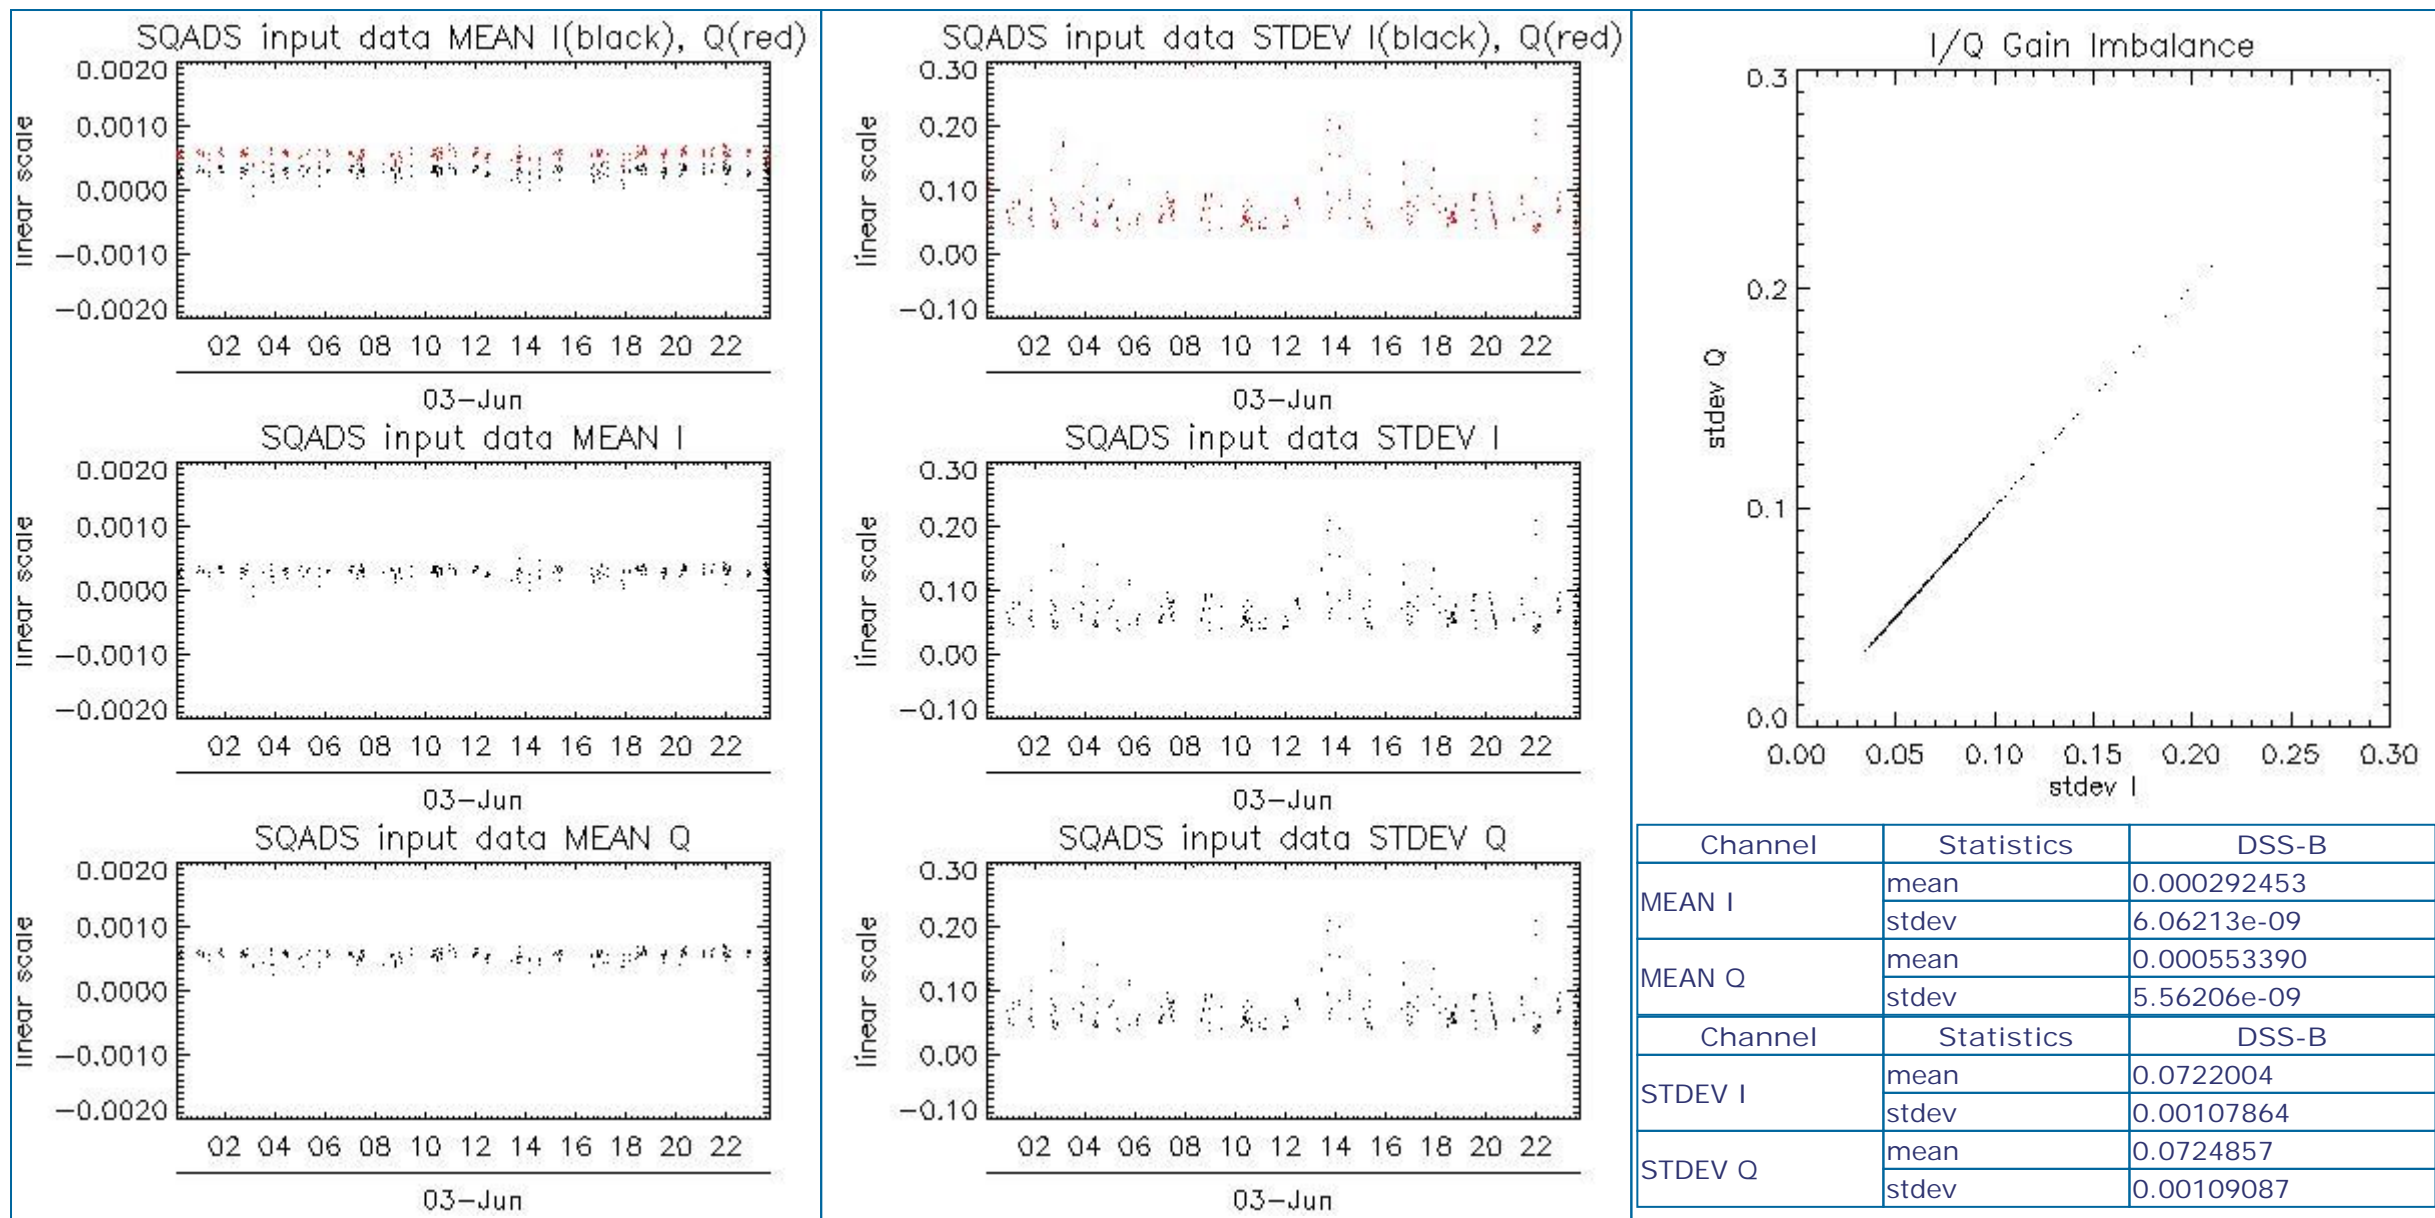 SQADS input data MEAN I(black), Q(red)
0.0020
0.0010
0.0000
−0.0010
−0.0020
linear scale
02 04 06 08 10 12 14 16 18 20 22
03-Jun
SQADS input data MEAN I
0.0020
0.0010
0.0000
−0.0010
−0.0020
linear scale
02 04 06 08 10 12 14 16 18 20 22
03-Jun
SQADS input data MEAN Q
0.0020
0.0010
0.0000
−0.0010
−0.0020
linear scale
02 04 06 08 10 12 14 16 18 20 22
03-Jun
SQADS input data STDEV I(black), Q(red)
0.30
0.20
0.10
0.00
−0.10
linear scale
02 04 06 08 10 12 14 16 18 20 22
03-Jun
SQADS input data STDEV I
0.30
0.20
0.10
0.00
−0.10
linear scale
02 04 06 08 10 12 14 16 18 20 22
03-Jun
SQADS input data STDEV Q
0.30
0.20
0.10
0.00
−0.10
linear scale
02 04 06 08 10 12 14 16 18 20 22
03-Jun
I/Q Gain Imbalance
0.3
0.2
0.1
0.0
stdev Q
0.00 0.05 0.10 0.15 0.20 0.25 0.30
stdev I
Channel Statistics DSS-B
MEAN I mean 0.000292453
stdev 6.06213e-09
MEAN Q mean 0.000553390
stdev 5.56206e-09
Channel Statistics DSS-B
STDEV I mean 0.0722004
stdev 0.00107864
STDEV Q mean 0.0724857
stdev 0.00109087